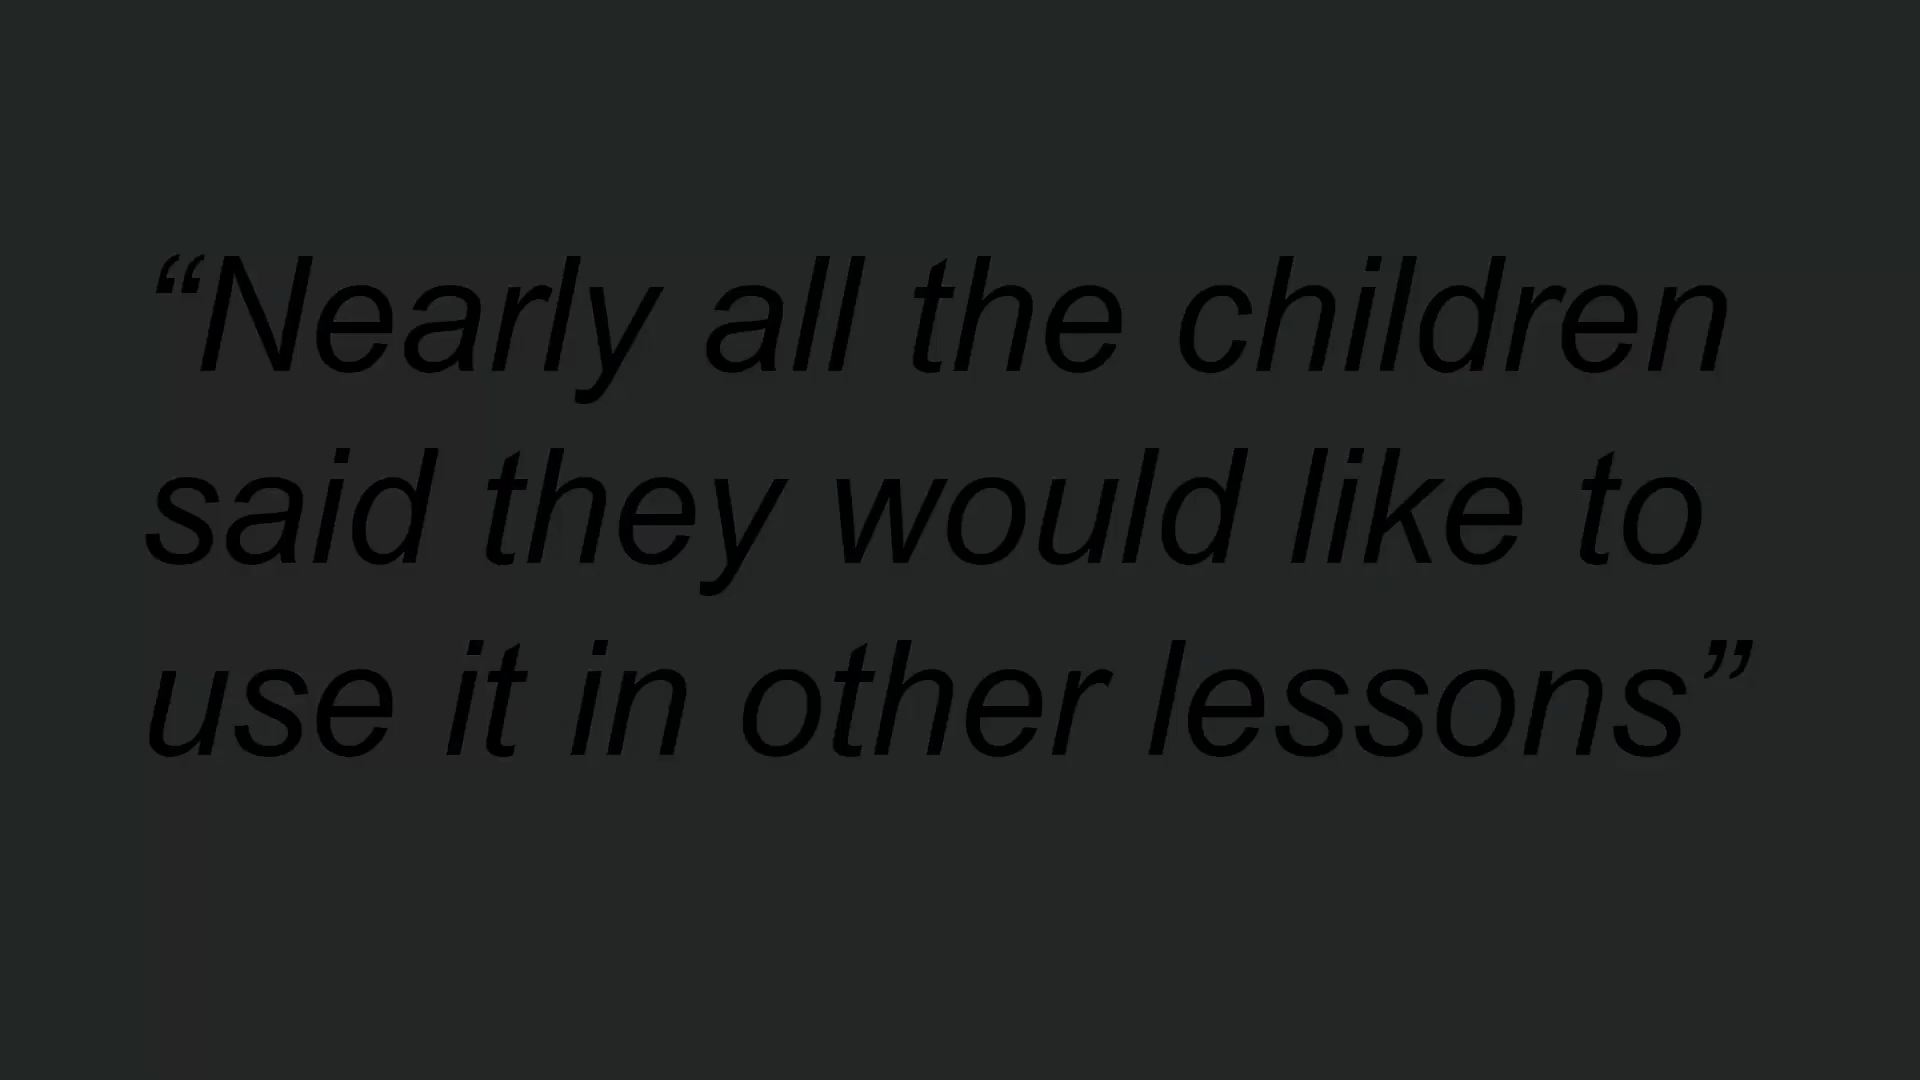 “Nearly all the children
said they would like to
use it in other lessons”